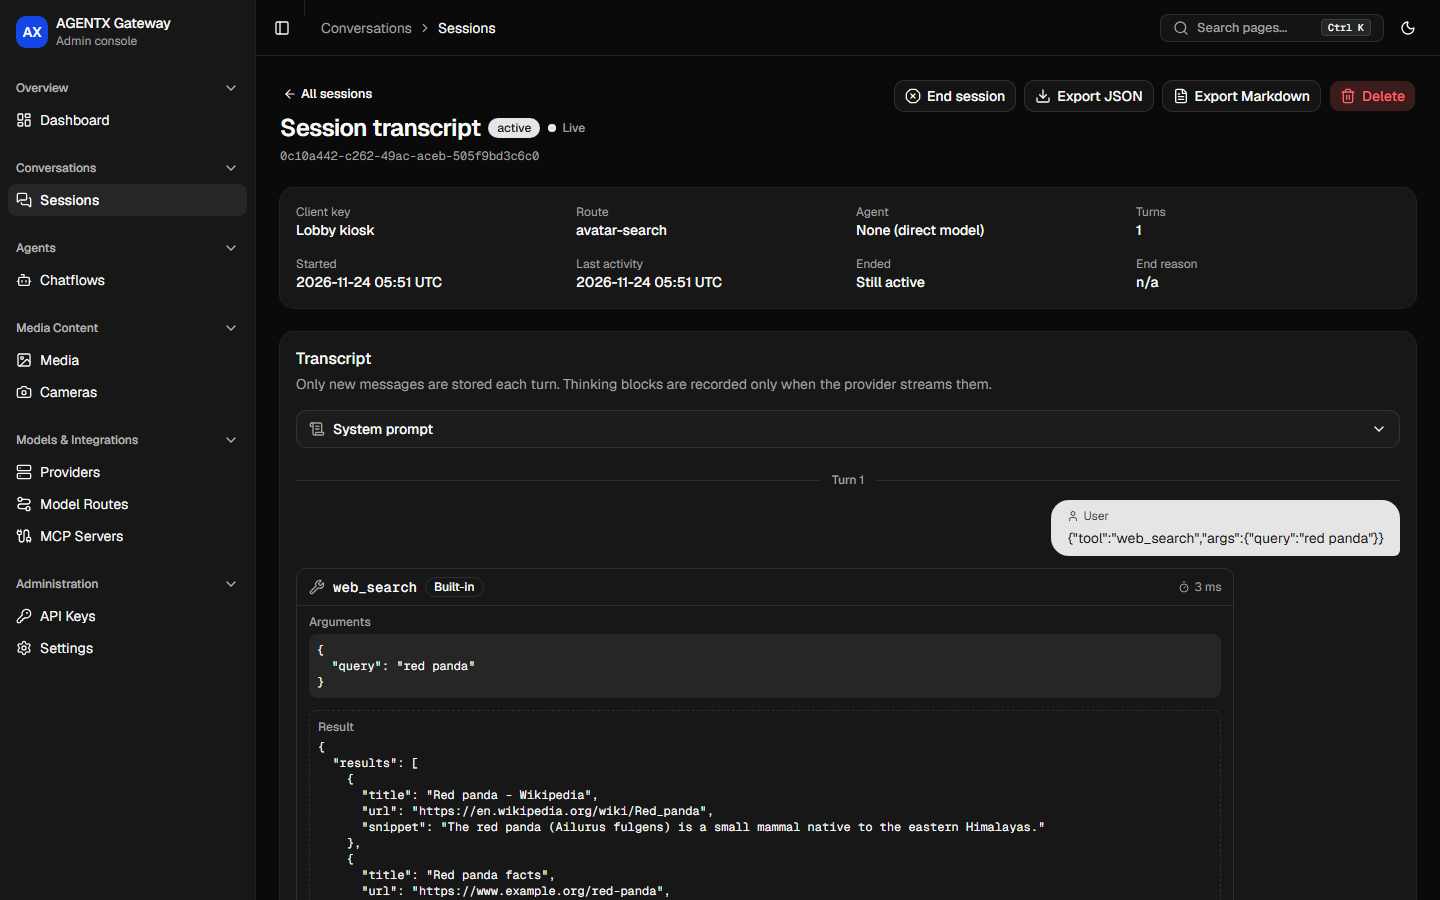 AX
AGENTX Gateway
Admin console
Overview
Dashboard
Conversations
Sessions
Agents
Chatflows
Media Content
Media
Cameras
Models & Integrations
Providers
Model Routes
MCP Servers
Administration
API Keys
Settings
Conversations > Sessions
Search pages... Ctrl K
← All sessions
End session
Export JSON
Export Markdown
Delete
Session transcript active Live
0c10a442-c262-49ac-aceb-505f9bd3c6c0
Client key
Lobby kiosk
Route
avatar-search
Agent
None (direct model)
Turns
1
Started
2026-11-24 05:51 UTC
Last activity
2026-11-24 05:51 UTC
Ended
Still active
End reason
n/a
Transcript
Only new messages are stored each turn. Thinking blocks are recorded only when the provider streams them.
System prompt
Turn 1
User
{"tool":"web_search","args":{"query":"red panda"}}
web_search Built-in 3 ms
Arguments
{
"query": "red panda"
}
Result
{
"results": [
{
"title": "Red panda - Wikipedia",
"url": "https://en.wikipedia.org/wiki/Red_panda",
"snippet": "The red panda (Ailurus fulgens) is a small mammal native to the eastern Himalayas."
},
{
"title": "Red panda facts",
"url": "https://www.example.org/red-panda",